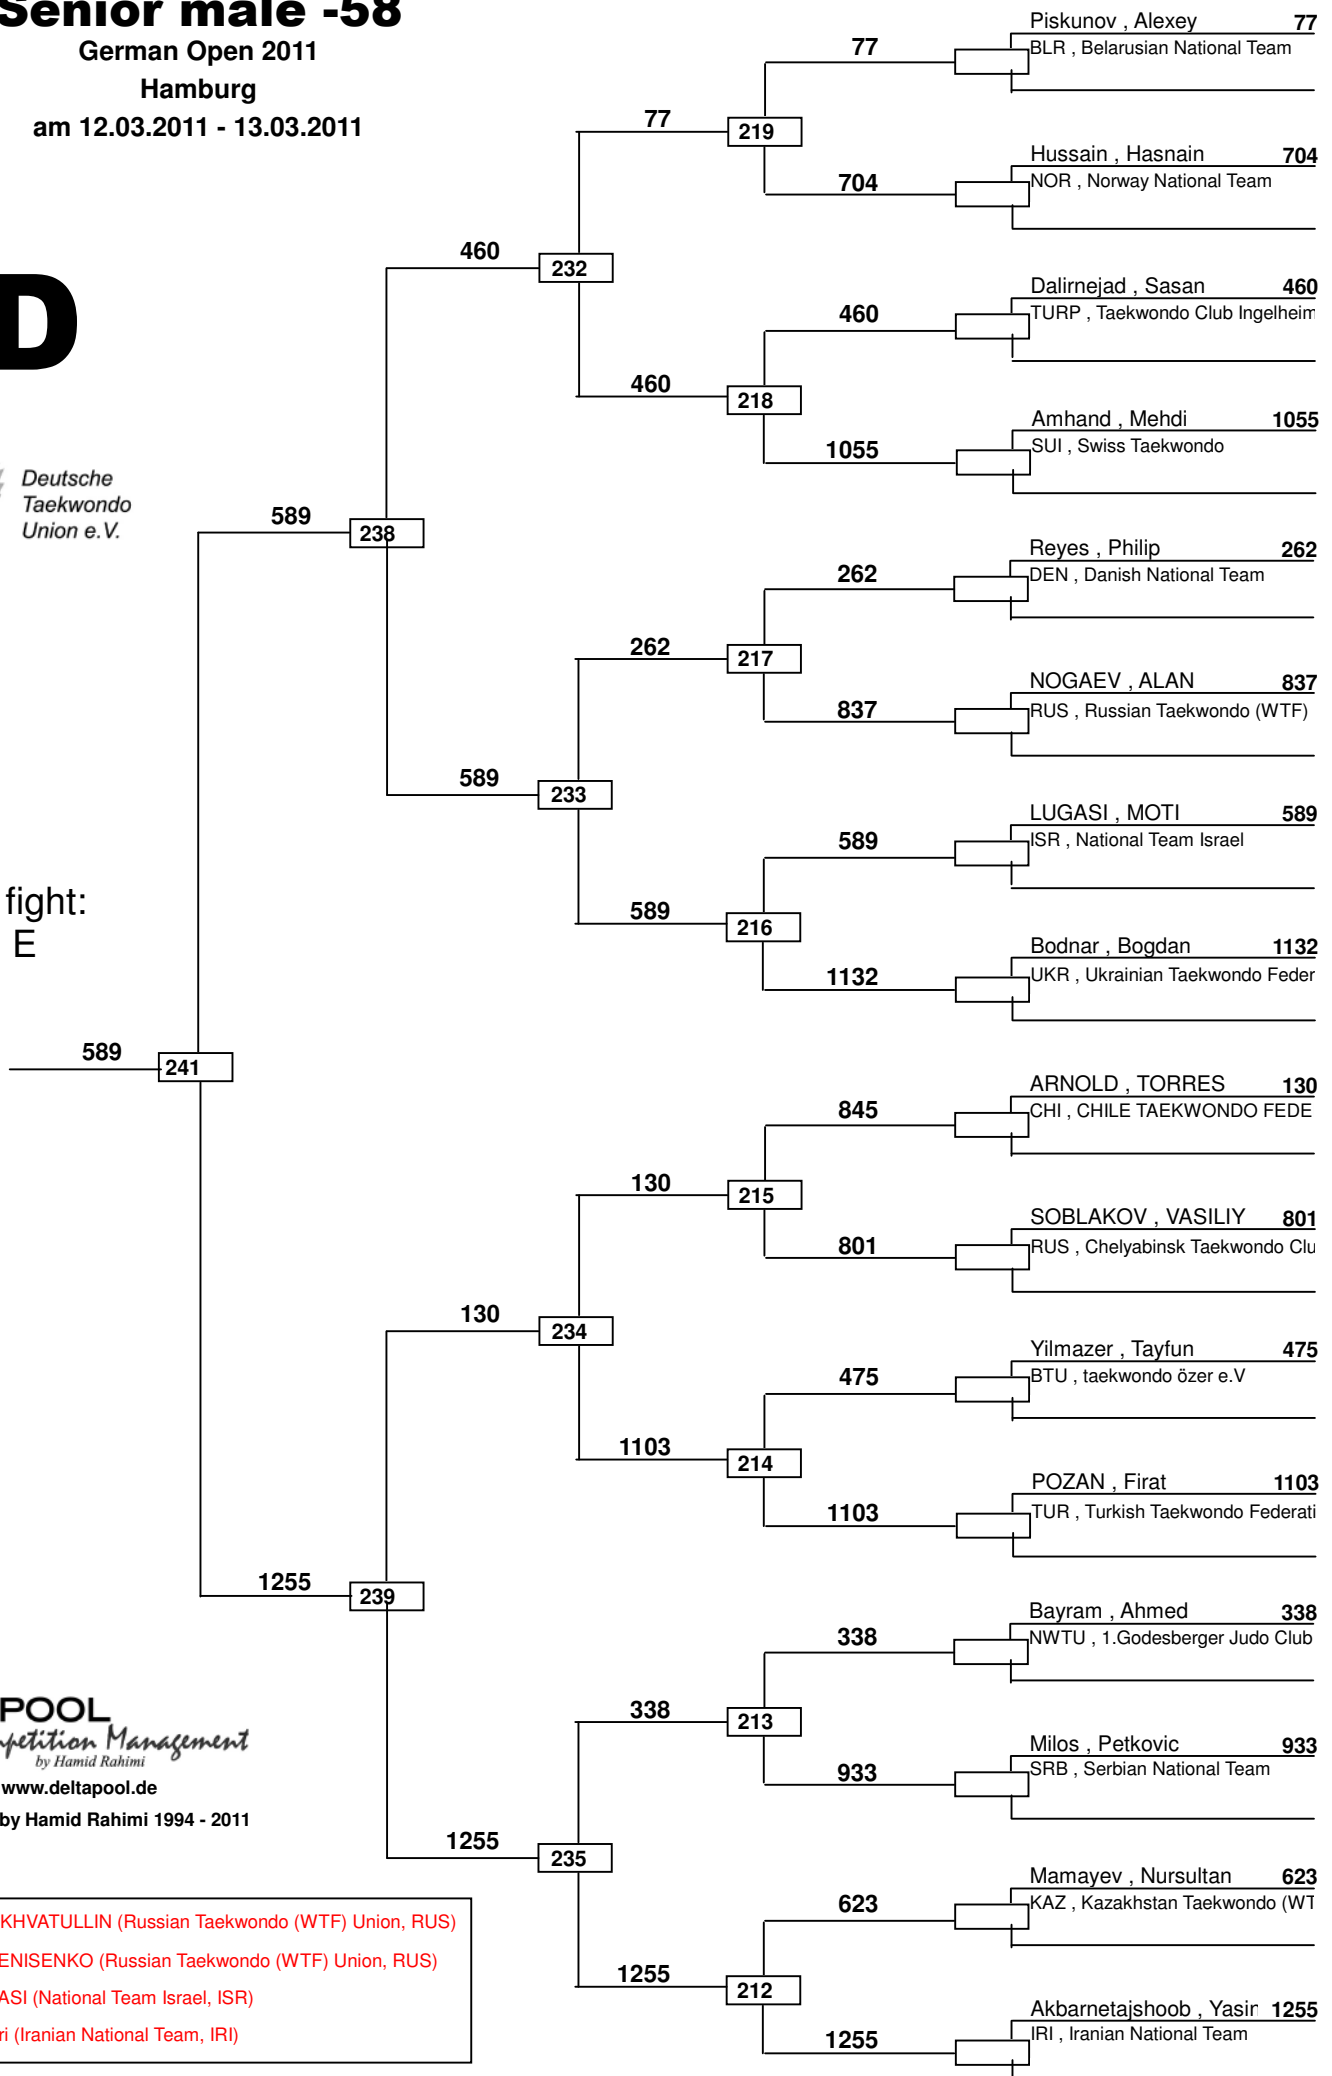 Senior male -58
German Open 2011
Hamburg
am 12.03.2011 - 13.03.2011
D
Deutsche
Taekwondo
Union e.V.
fight:
E
Piskunov , Alexey 77
BLR , Belarusian National Team
77
77
219
Hussain , Hasnain 704
NOR , Norway National Team
704
460
232
Dalirnejad , Sasan 460
TURP , Taekwondo Club Ingelheim
460
460
218
Amhand , Mehdi 1055
SUI , Swiss Taekwondo
1055
589
238
Reyes , Philip 262
DEN , Danish National Team
262
262
217
NOGAEV , ALAN 837
RUS , Russian Taekwondo (WTF)
837
589
233
LUGASI , MOTI 589
ISR , National Team Israel
589
589
216
Bodnar , Bogdan 1132
UKR , Ukrainian Taekwondo Feder
1132
589
241
ARNOLD , TORRES 130
CHI , CHILE TAEKWONDO FEDE
845
130
215
SOBLAKOV , VASILIY 801
RUS , Chelyabinsk Taekwondo Clu
801
130
234
Yilmazer , Tayfun 475
BTU , taekwondo özer e.V
475
1103
214
POZAN , Firat 1103
TUR , Turkish Taekwondo Federati
1103
1255
239
Bayram , Ahmed 338
NWTU , 1.Godesberger Judo Club
338
338
213
Milos , Petkovic 933
SRB , Serbian National Team
933
1255
235
Mamayev , Nursultan 623
KAZ , Kazakhstan Taekwondo (WT
623
1255
212
Akbarnetajshoob , Yasin 1255
IRI , Iranian National Team
1255
POOL
mpetition Management
by Hamid Rahimi
www.deltapool.de
by Hamid Rahimi 1994 - 2011
KHVATULLIN (Russian Taekwondo (WTF) Union, RUS)
ENISENKO (Russian Taekwondo (WTF) Union, RUS)
ASI (National Team Israel, ISR)
ri (Iranian National Team, IRI)